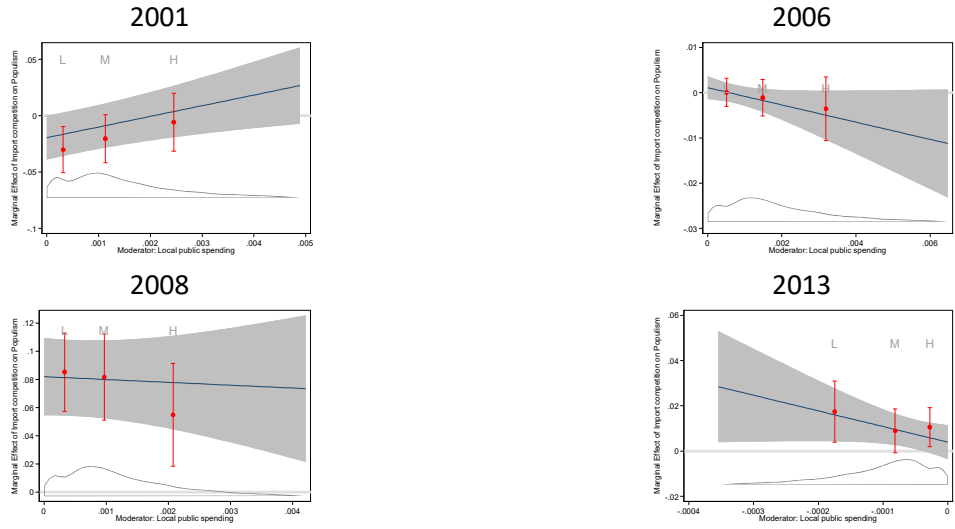 2001
2006
Marginal Effect of Import competition on Populism
.05
0
-.05
-.1
L M H
0 .001 .002 .003 .004 .005
Moderator: Local public spending
Marginal Effect of Import competition on Populism
.01
0
-.01
-.02
-.03
M H
0 .002 .004 .006
Moderator: Local public spending
2008
2013
Marginal Effect of Import competition on Populism
.12
.1
.08
.06
.04
.02
0
L M H
0 .001 .002 .003 .004
Moderator: Local public spending
Marginal Effect of Import competition on Populism
.06
.04
.02
0
-.02
L M H
-.0004 -.0003 -.0002 -.0001 0
Moderator: Local public spending